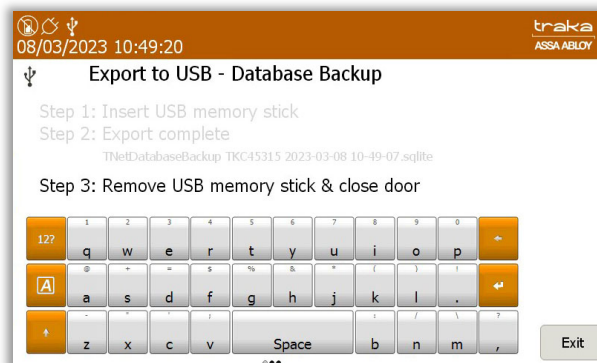 traka
08/03/2023 10:49:20
ASSA ABLOY
Export to USB - Database Backup
Step 1: Insert USB memory stick
Step 2: Export complete
TNetDatabaseBackup TKC45315 2023-03-08 10-49-07.sqlite
Step 3: Remove USB memory stick & close door
1 2 3 4 5 6 7 8 9 0
12? q w e r t y u i o p
@ + = $ % & * ( ) !
A a s d f g h j k l .
- " ' ; : / \ ?
z x c v Space b n m ,
Exit